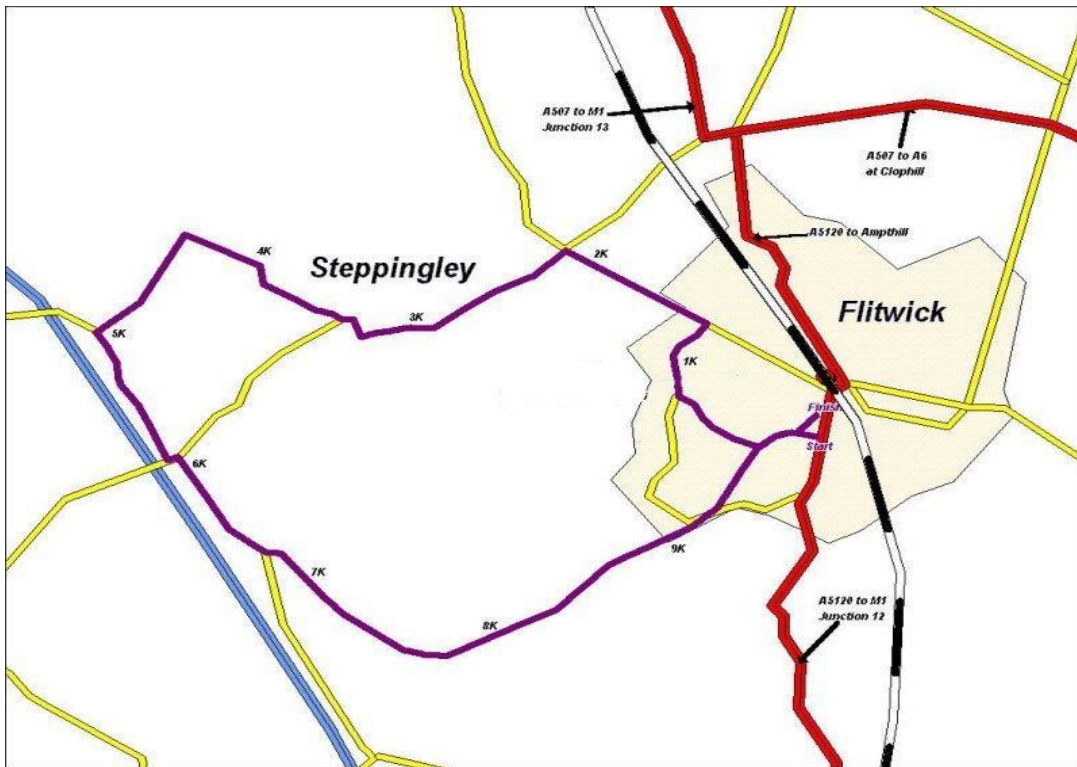 A507 to M1
Junction 13
A507 to A6
at Clophill
A5120 to Ampthill
2K
4K
Steppingley
Flitwick
3K
5K
1K
Finish
Start
6K
9K
7K
A5120 to M1
Junction 12
8K